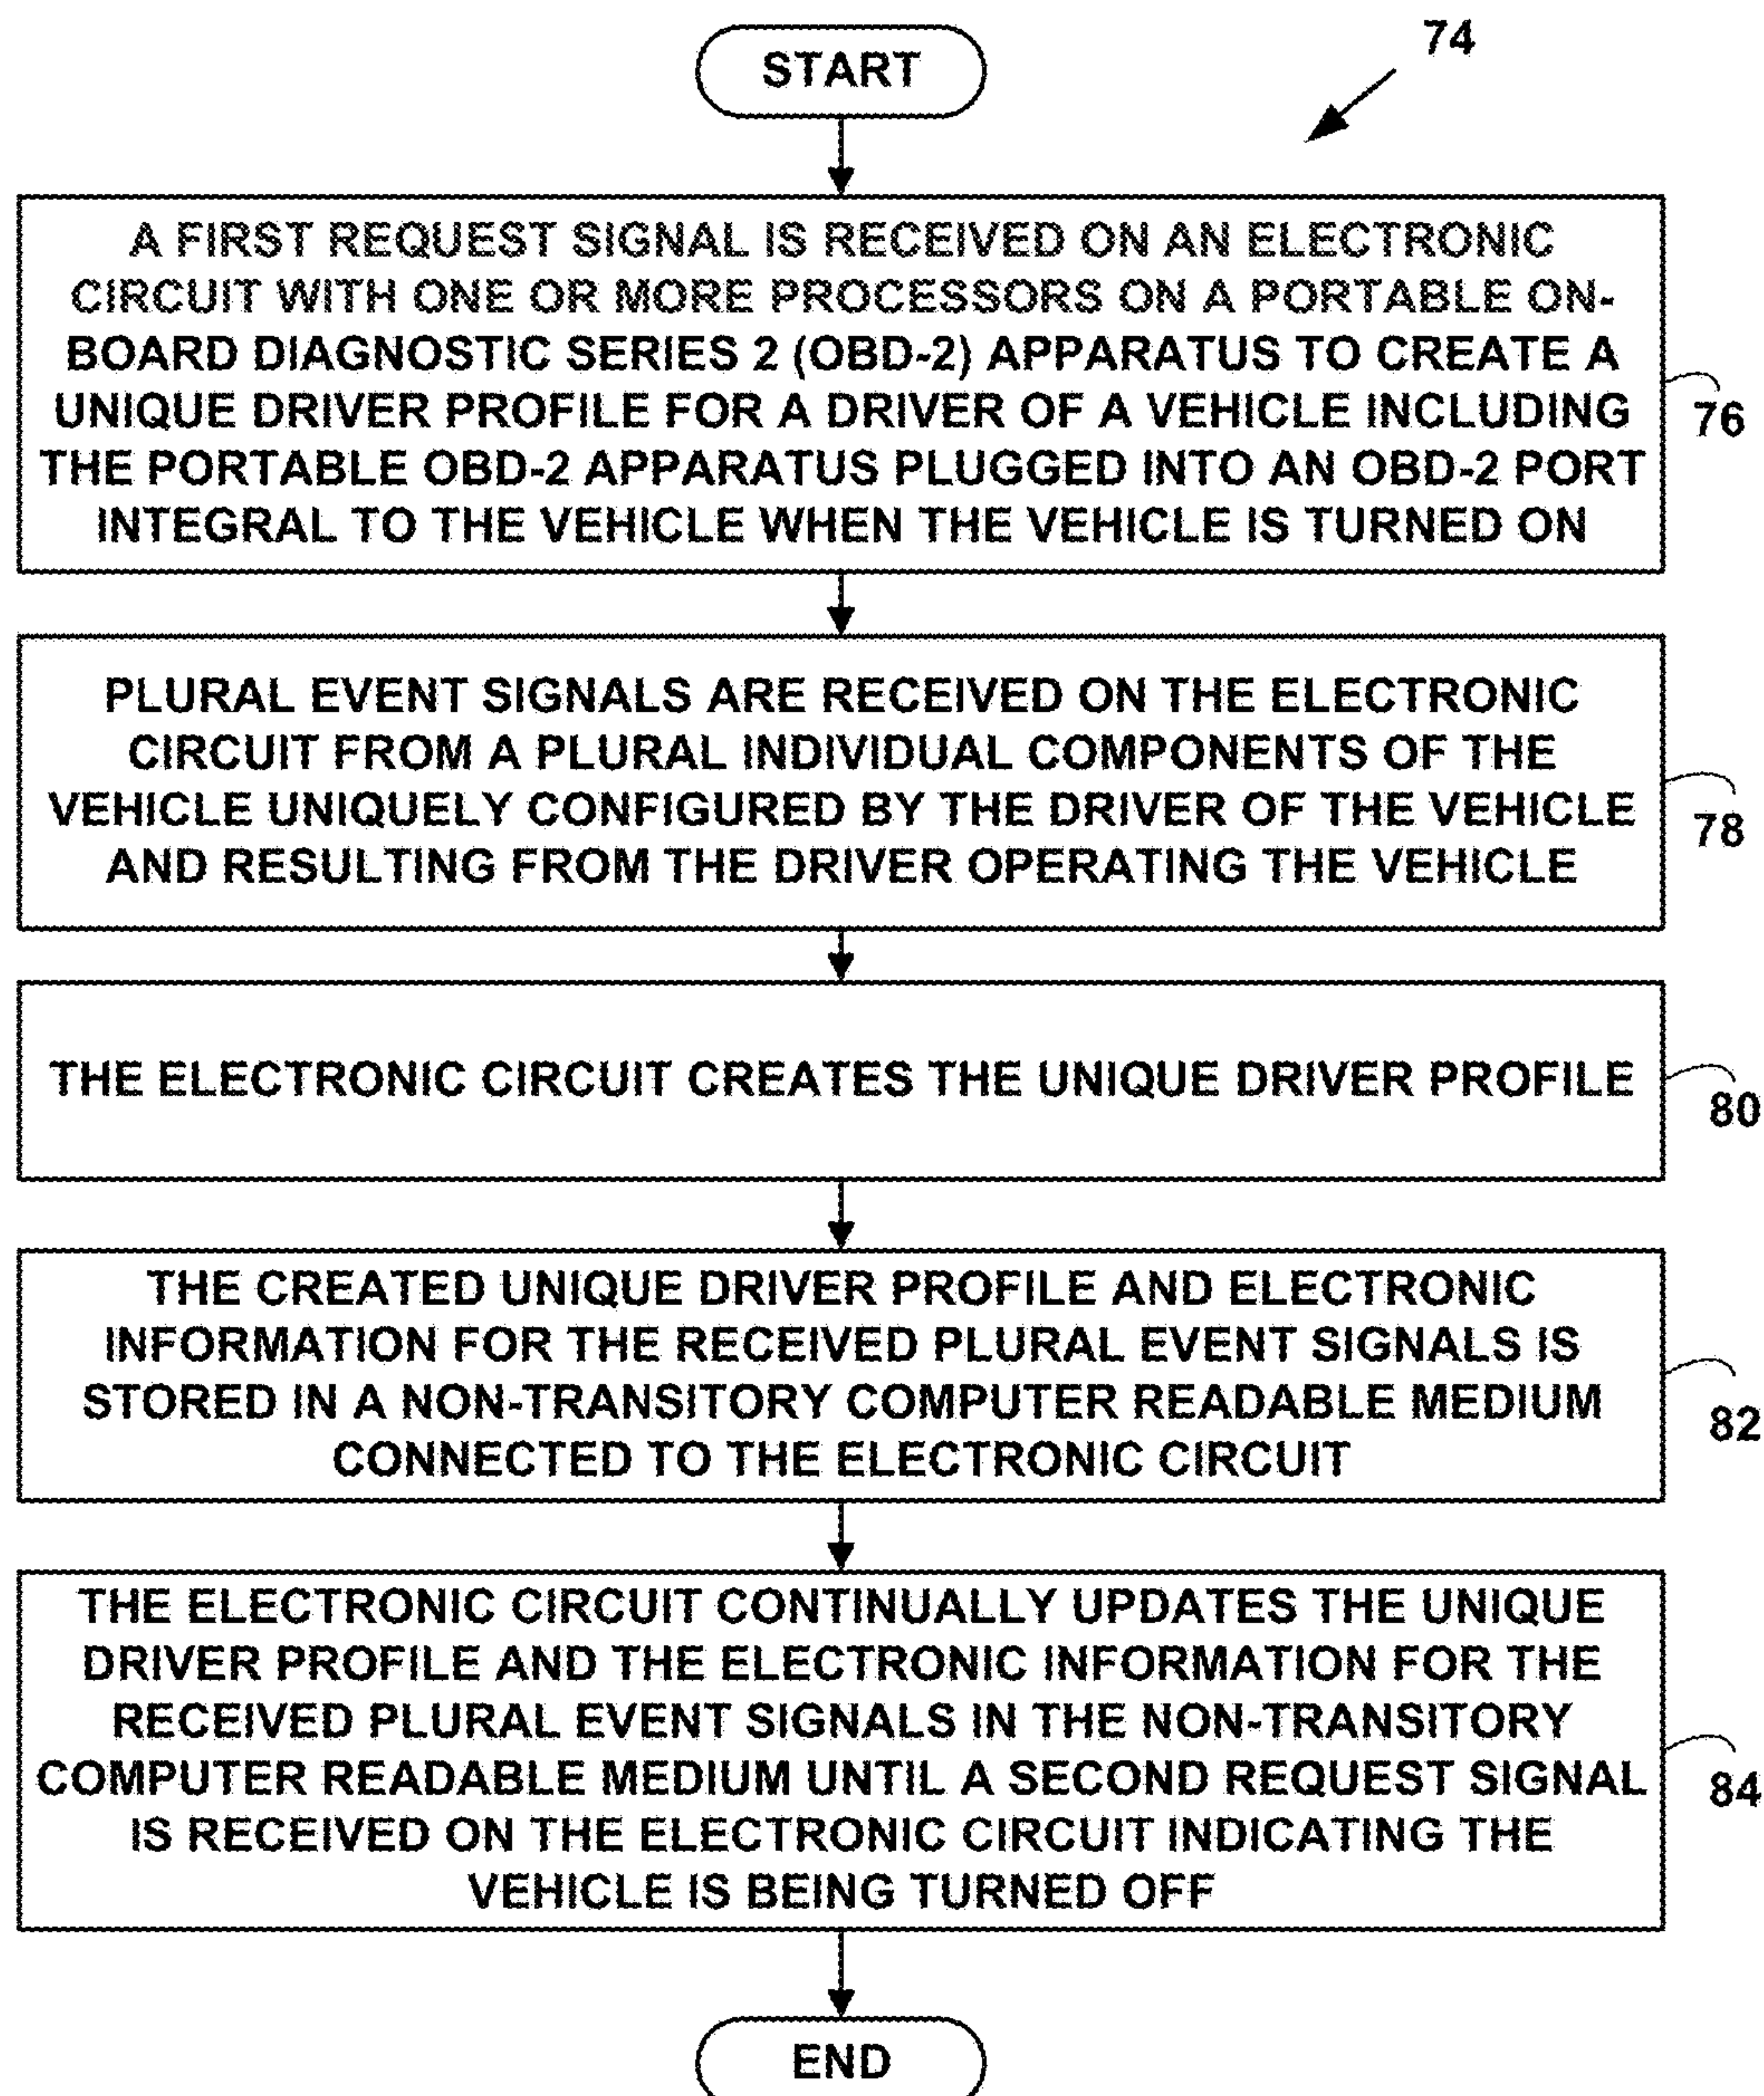 START
74
A FIRST REQUEST SIGNAL IS RECEIVED ON AN ELECTRONIC
CIRCUIT WITH ONE OR MORE PROCESSORS ON A PORTABLE ON-
BOARD DIAGNOSTIC SERIES 2 (OBD-2) APPARATUS TO CREATE A
UNIQUE DRIVER PROFILE FOR A DRIVER OF A VEHICLE INCLUDING
THE PORTABLE OBD-2 APPARATUS PLUGGED INTO AN OBD-2 PORT
INTEGRAL TO THE VEHICLE WHEN THE VEHICLE IS TURNED ON
76
PLURAL EVENT SIGNALS ARE RECEIVED ON THE ELECTRONIC
CIRCUIT FROM A PLURAL INDIVIDUAL COMPONENTS OF THE
VEHICLE UNIQUELY CONFIGURED BY THE DRIVER OF THE VEHICLE
AND RESULTING FROM THE DRIVER OPERATING THE VEHICLE
78
THE ELECTRONIC CIRCUIT CREATES THE UNIQUE DRIVER PROFILE
80
THE CREATED UNIQUE DRIVER PROFILE AND ELECTRONIC
INFORMATION FOR THE RECEIVED PLURAL EVENT SIGNALS IS
STORED IN A NON-TRANSITORY COMPUTER READABLE MEDIUM
CONNECTED TO THE ELECTRONIC CIRCUIT
82
THE ELECTRONIC CIRCUIT CONTINUALLY UPDATES THE UNIQUE
DRIVER PROFILE AND THE ELECTRONIC INFORMATION FOR THE
RECEIVED PLURAL EVENT SIGNALS IN THE NON-TRANSITORY
COMPUTER READABLE MEDIUM UNTIL A SECOND REQUEST SIGNAL
IS RECEIVED ON THE ELECTRONIC CIRCUIT INDICATING THE
VEHICLE IS BEING TURNED OFF
84
END